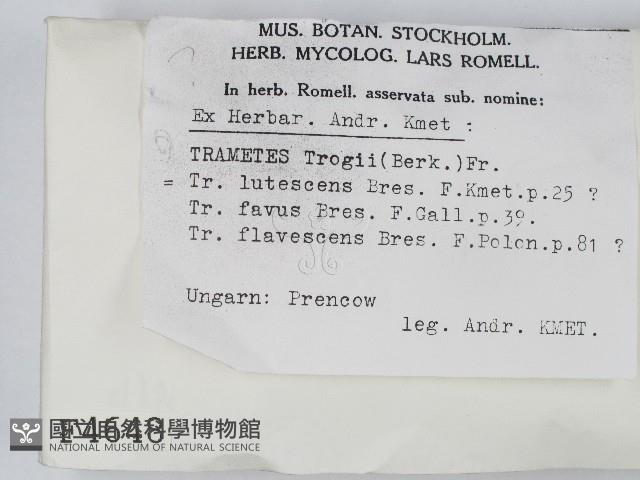 MUS. BOTAN. STOCKHOLM.
HERB. MYCOLOG. LARS ROMELL.
In herb. Romell. asservata sub. nomine:
Ex Herbar. Andr. Kmet :
TRAMETES Trogii(Berk.)Fr.
= Tr. lutescens Bres. F.Kmet.p.25 ?
Tr. favus Bres. F.Gall.p.39.
Tr. flavescens Bres. F.Polon.p.81 ?
Ungarn: Prencow
leg. Andr. KMET.
F4648
國立自然科學博物館
NATIONAL MUSEUM OF NATURAL SCIENCE